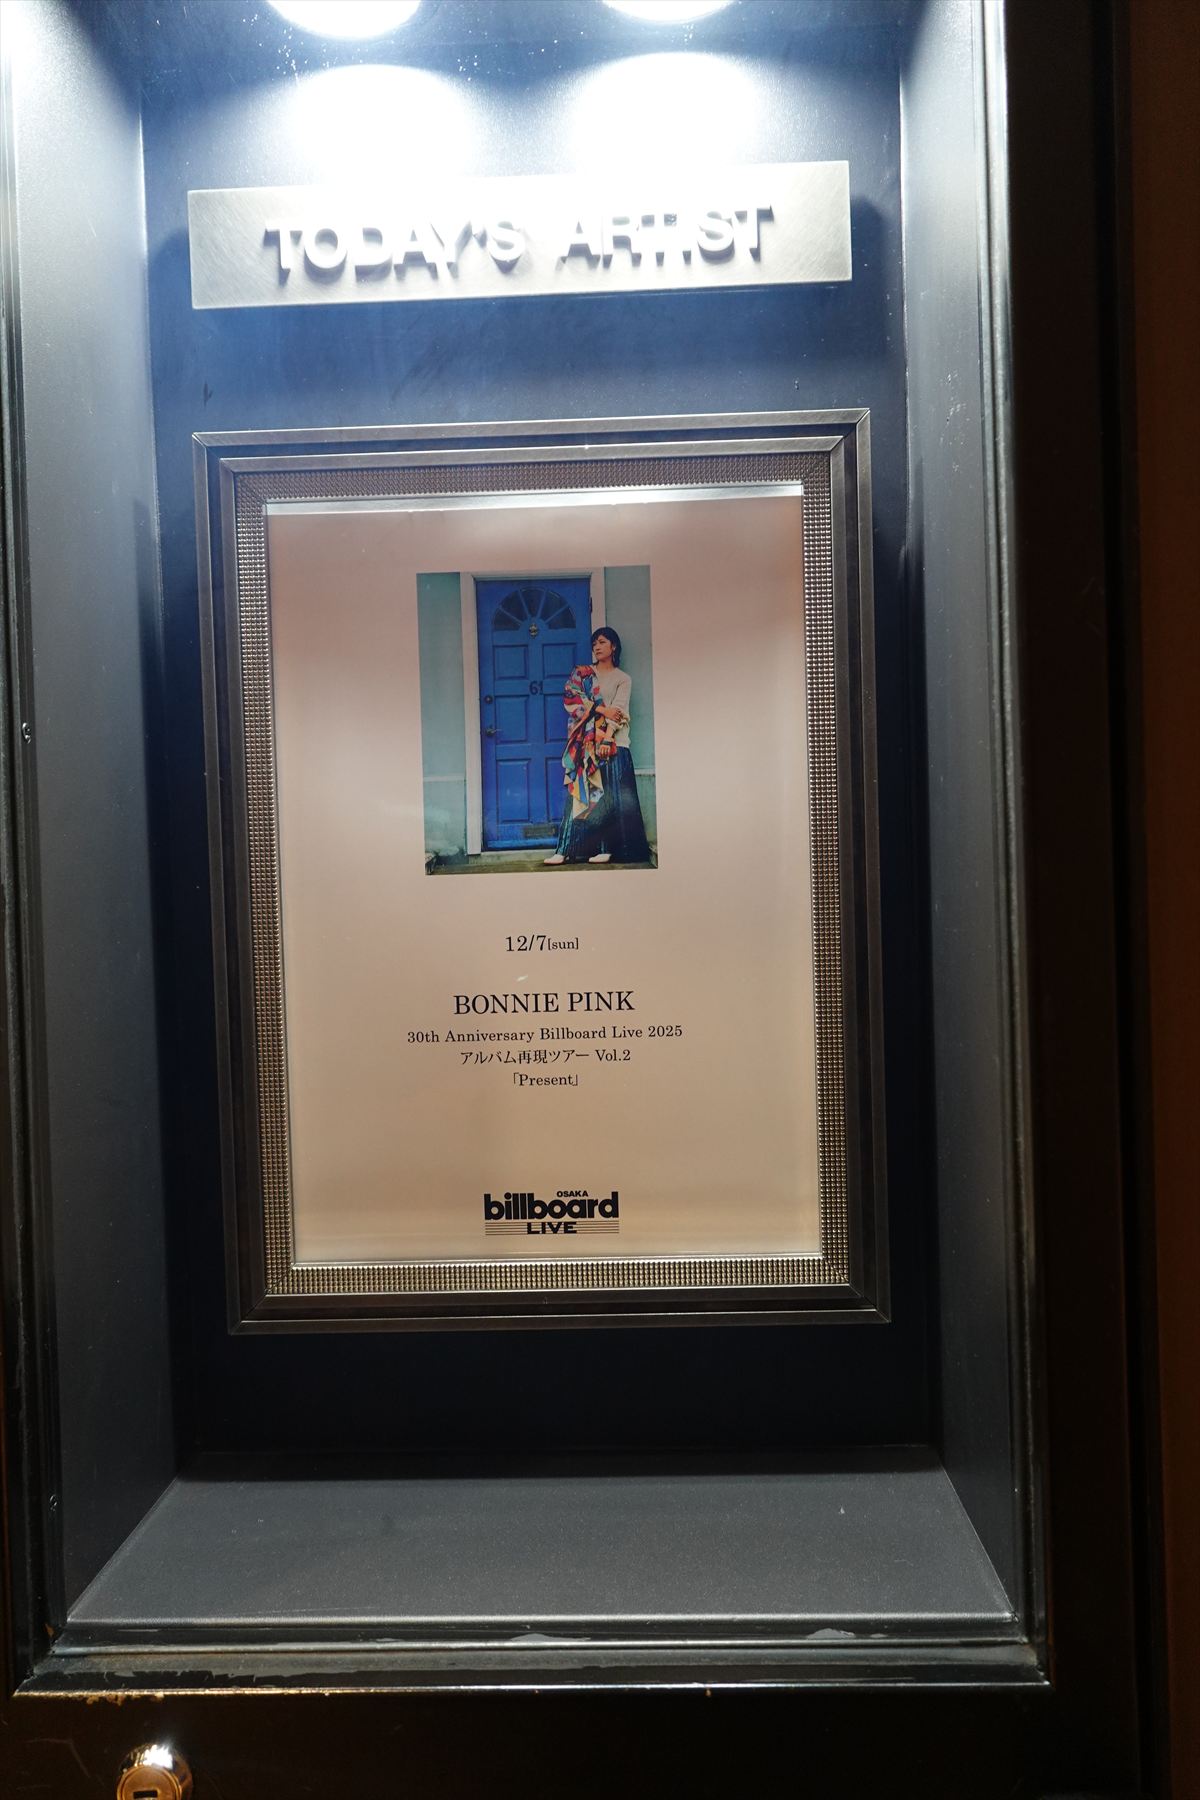 TODAY'S ARTIST
61
12/7[sun]
BONNIE PINK
30th Anniversary Billboard Live 2025
アルバム再現ツアー Vol.2
「Present」
OSAKA
billboard
LIVE